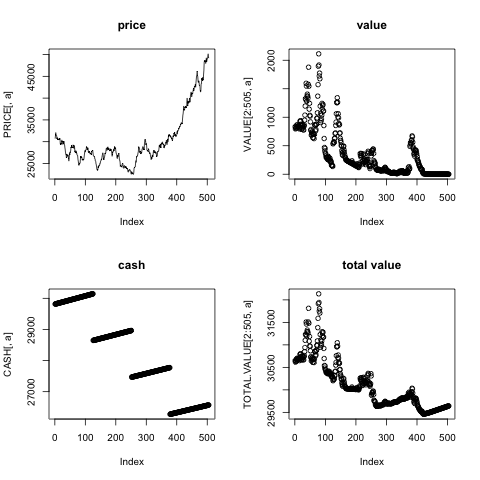 price
PRICE[, a]
25000 35000 45000
0 100 200 300 400 500
Index
value
VALUE[2:505, a]
0 500 1000 2000
0 100 200 300 400 500
Index
cash
CASH[, a]
27000 29000
0 100 200 300 400 500
Index
total value
TOTAL.VALUE[2:505, a]
29500 30500 31500
0 100 200 300 400 500
Index